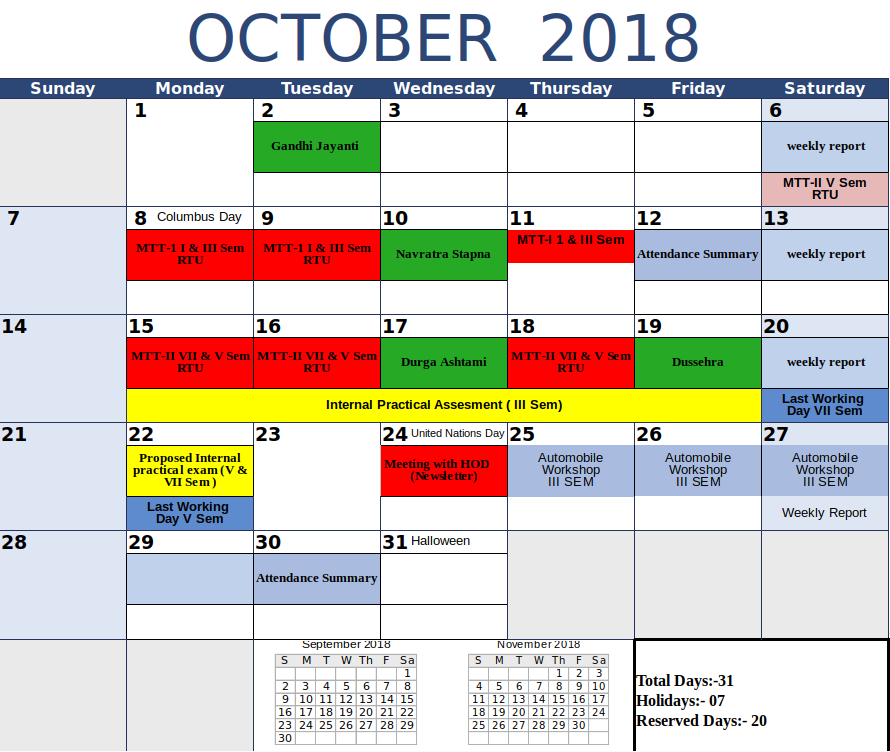 OCTOBER 2018
Sunday Monday Tuesday Wednesday Thursday Friday Saturday
1 2 3 4 5 6
Gandhi Jayanti weekly report
MTT-II V Sem
RTU
7 8 Columbus Day 9 10 11 12 13
MTT-1 I & III Sem
RTU
MTT-1 I & III Sem
RTU
Navratra Stapna
MTT-I 1 & III Sem
Attendance Summary
weekly report
14 15 16 17 18 19 20
MTT-II VII & V Sem
RTU
MTT-II VII & V Sem
RTU
Durga Ashtami
MTT-II VII & V Sem
RTU
Dussehra
weekly report
Internal Practical Assesment ( III Sem)
Last Working
Day VII Sem
21 22 23 24 United Nations Day 25 26 27
Proposed Internal
practical exam (V &
VII Sem )
Meeting with HOD
(Newsletter)
Automobile
Workshop
III SEM
Automobile
Workshop
III SEM
Automobile
Workshop
III SEM
Last Working
Day V Sem
Weekly Report
28 29 30 31 Halloween
Attendance Summary
September 2018
S M T W Th F Sa
1
2 3 4 5 6 7 8
9 10 11 12 13 14 15
16 17 18 19 20 21 22
23 24 25 26 27 28 29
30
November 2018
S M T W Th F Sa
1 2 3
4 5 6 7 8 9 10
11 12 13 14 15 16 17
18 19 20 21 22 23 24
25 26 27 28 29 30
Total Days:-31
Holidays:- 07
Reserved Days:- 20